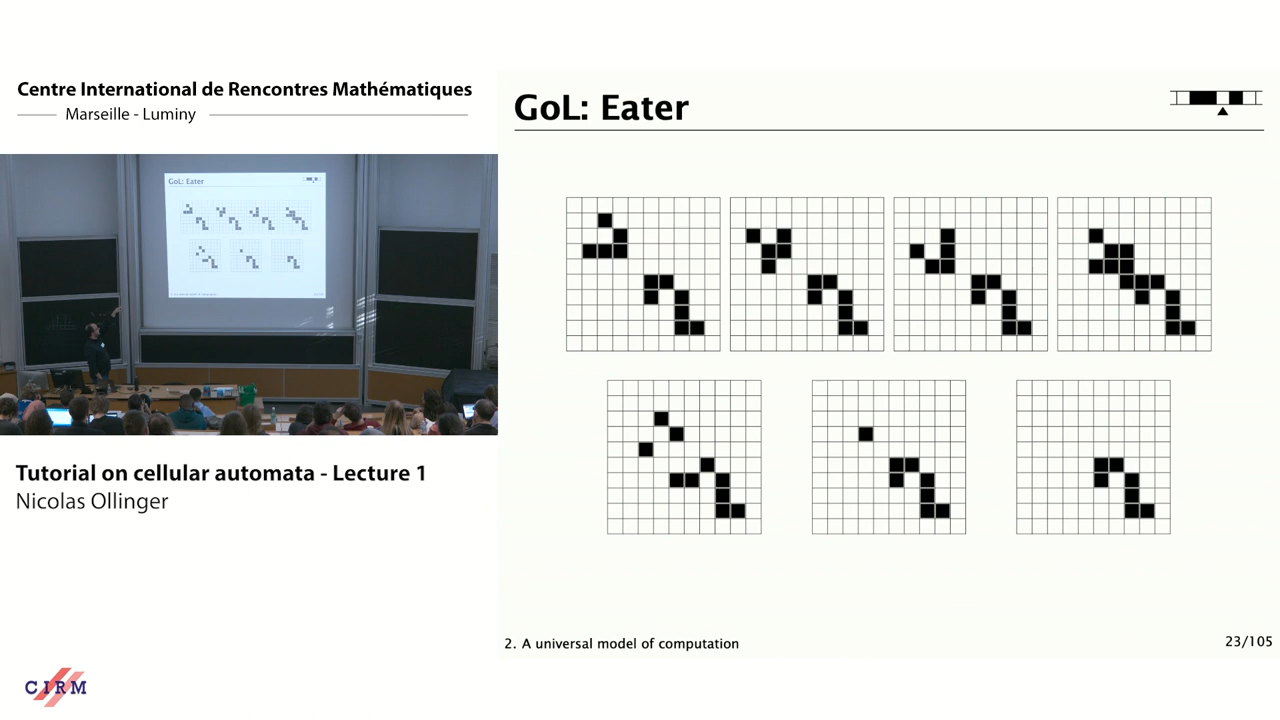 Centre International de Rencontres Mathématiques
Marseille - Luminy
GoL: Eater
GoL: Eater
Tutorial on cellular automata - Lecture 1
Nicolas Ollinger
2. A universal model of computation
23/105
CIRM